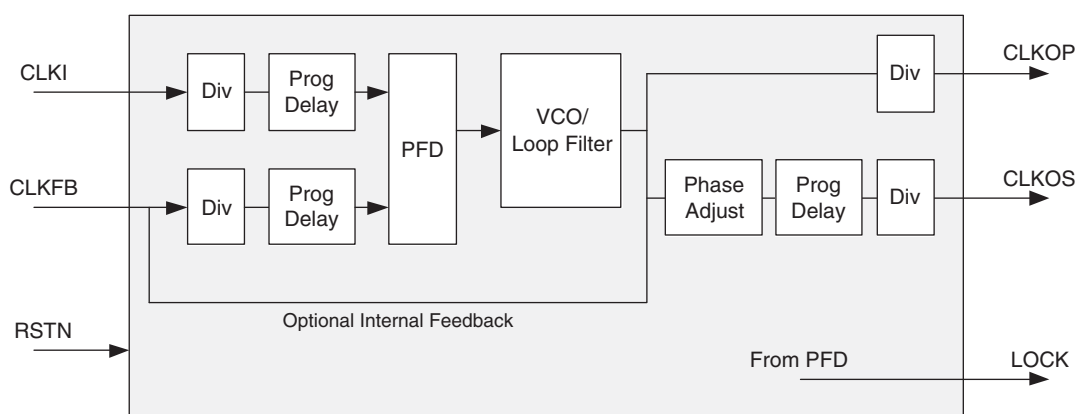 CLKI
Div
Prog
Delay
PFD
VCO/
Loop Filter
Div
CLKOP
CLKFB
Div
Prog
Delay
Phase
Adjust
Prog
Delay
Div
CLKOS
Optional Internal Feedback
RSTN
From PFD
LOCK